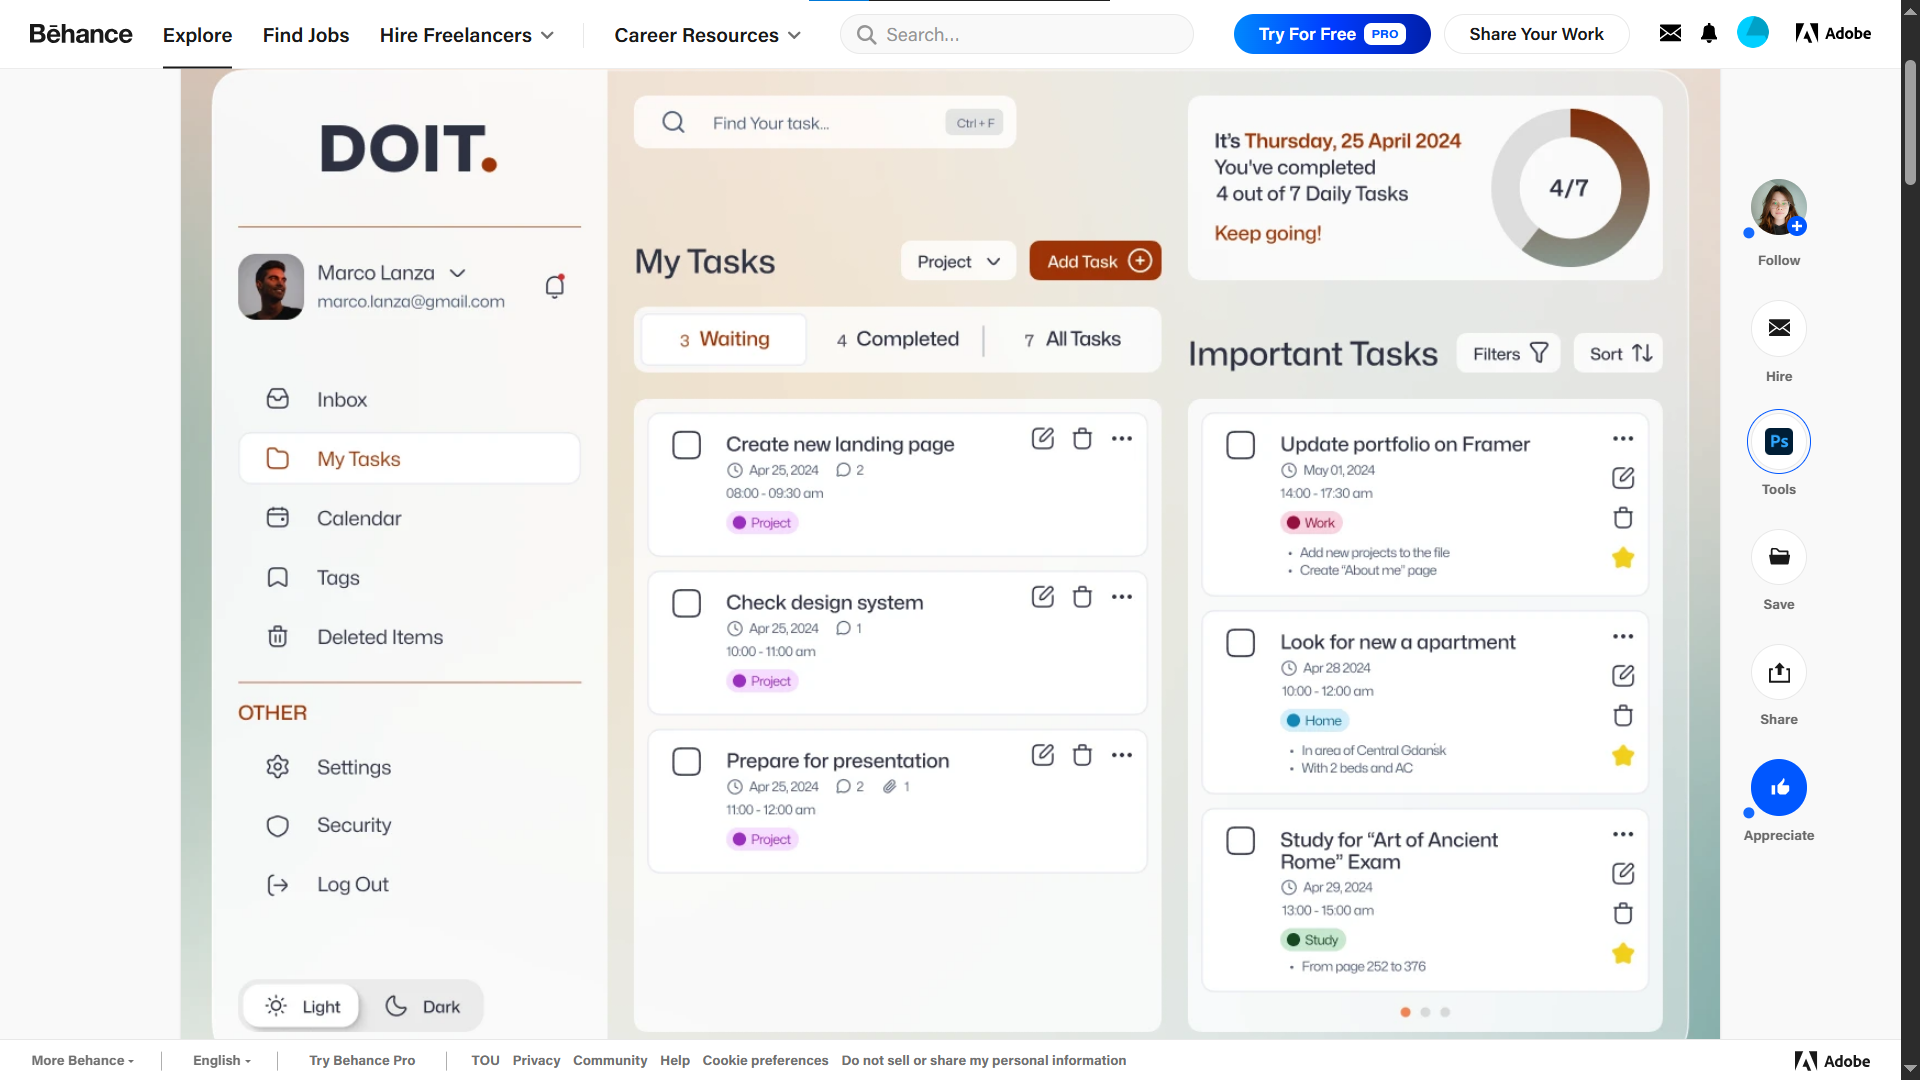 Bēhance
Explore
Find Jobs
Hire Freelancers
Career Resources
Search...
Try For Free PRO
Share Your Work
Adobe
DOIT.
Marco Lanza
marco.lanza@gmail.com
Inbox
My Tasks
Calendar
Tags
Deleted Items
OTHER
Settings
Security
Log Out
Light
Dark
Find Your task...
Ctrl + F
My Tasks
Project
Add Task
3 Waiting
4 Completed
7 All Tasks
Create new landing page
Apr 25, 2024 2
08:00 - 09:30 am
Project
Check design system
Apr 25, 2024 1
10:00 - 11:00 am
Project
Prepare for presentation
Apr 25, 2024 2 1
11:00 - 12:00 am
Project
It's Thursday, 25 April 2024
You've completed
4 out of 7 Daily Tasks
Keep going!
4/7
Important Tasks
Filters
Sort
Update portfolio on Framer
May 01, 2024
14:00 - 17:30 am
Work
• Add new projects to the file
• Create “About me” page
Look for new a apartment
Apr 28 2024
10:00 - 12:00 am
Home
• In area of Central Gdańsk
• With 2 beds and AC
Study for “Art of Ancient
Rome” Exam
Apr 29, 2024
13:00 - 15:00 am
Study
• From page 252 to 376
Follow
Hire
Ps
Tools
Save
Share
Appreciate
More Behance
English
Try Behance Pro
TOU
Privacy
Community
Help
Cookie preferences
Do not sell or share my personal information
Adobe